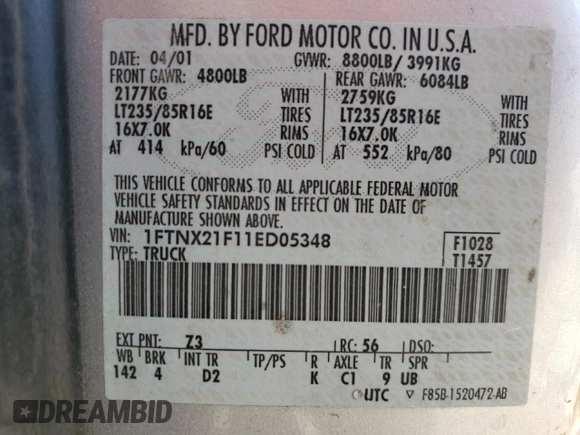 MFD. BY FORD MOTOR CO. IN U.S.A.
DATE: 04/01 GVWR: 8800LB/ 3991KG
FRONT GAWR: 4800LB REAR GAWR: 6084LB
2177KG WITH 2759KG WITH
LT235/85R16E TIRES LT235/85R16E TIRES
16X7.0K RIMS 16X7.0K RIMS
AT 414 kPa/60 PSI COLD AT 552 kPa/80 PSI COLD
THIS VEHICLE CONFORMS TO ALL APPLICABLE FEDERAL MOTOR
VEHICLE SAFETY STANDARDS IN EFFECT ON THE DATE OF
MANUFACTURE SHOWN ABOVE.
VIN: 1FTNX21F11ED05348 F1028
TYPE: TRUCK T1457
EXT PNT: Z3 RC: 56 DSO:
WB BRK INT TR TP/PS R AXLE TR SPR
142 4 D2 K C1 9 UB
UTC ▽ F85B-1520472-AB
DREAMBID